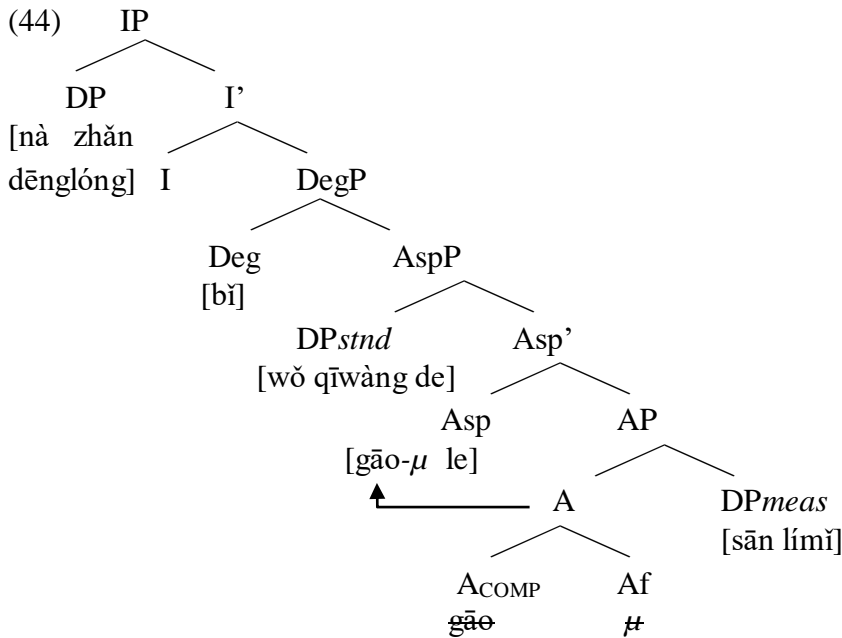 (44) IP
DP I’
[nà zhǎn
dēnglóng] I DegP
Deg AspP
[bǐ]
DPstnd Asp’
[wǒ qīwàng de]
Asp AP
[gāo-μ le]
A DPmeas
[sān límǐ]
ACOMP Af
gāo μ